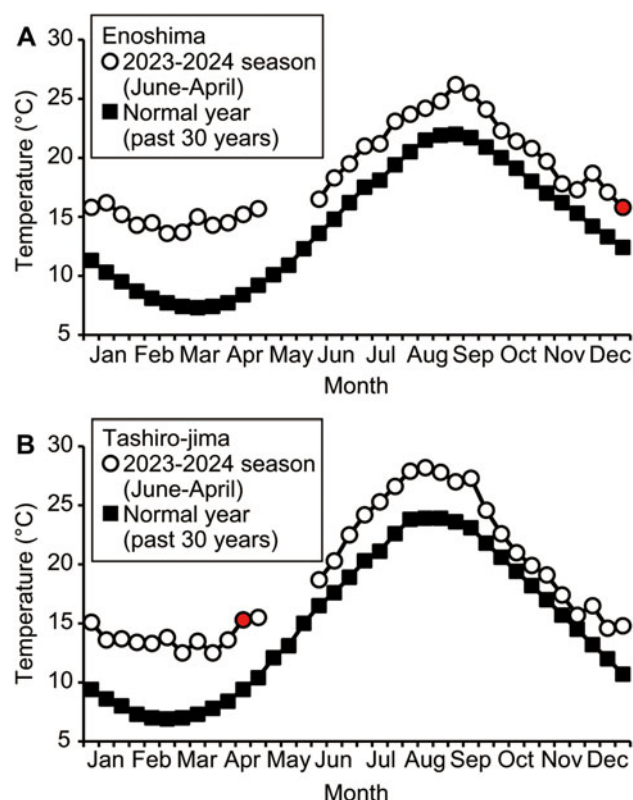 A
Enoshima
2023-2024 season
(June-April)
Normal year
(past 30 years)
Temperature (°C)
30
25
20
15
10
5
Jan Feb Mar Apr May Jun Jul Aug Sep Oct Nov Dec
Month
B
Tashiro-jima
2023-2024 season
(June-April)
Normal year
(past 30 years)
Temperature (°C)
30
25
20
15
10
5
Jan Feb Mar Apr May Jun Jul Aug Sep Oct Nov Dec
Month